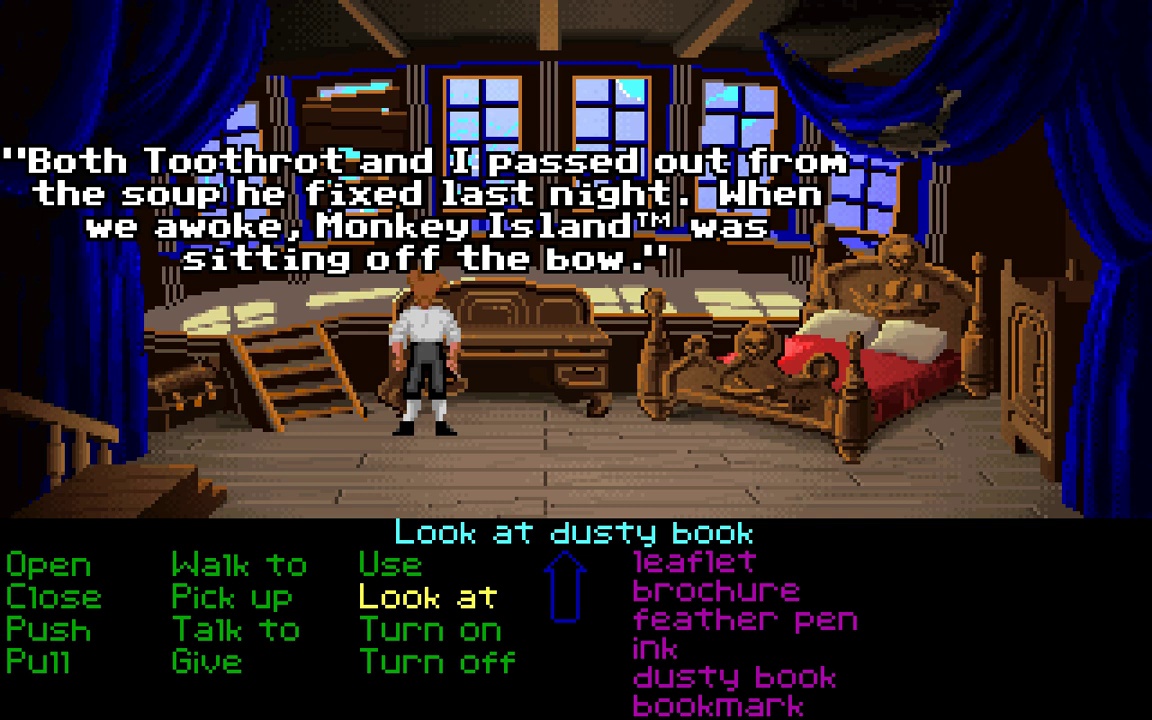 "Both Toothrot and I passed out from
the soup he fixed last night. When
we awoke, Monkey Island™ was
sitting off the bow."
Look at dusty book
Open Walk to Use leaflet
Close Pick up Look at brochure
Push Talk to Turn on feather pen
Pull Give Turn off ink
dusty book
bookmark